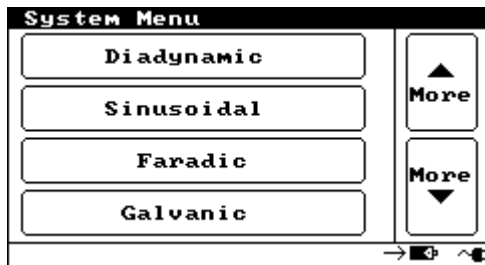 System Menu
Diadynamic
Sinusoidal
Faradic
Galvanic
More
More